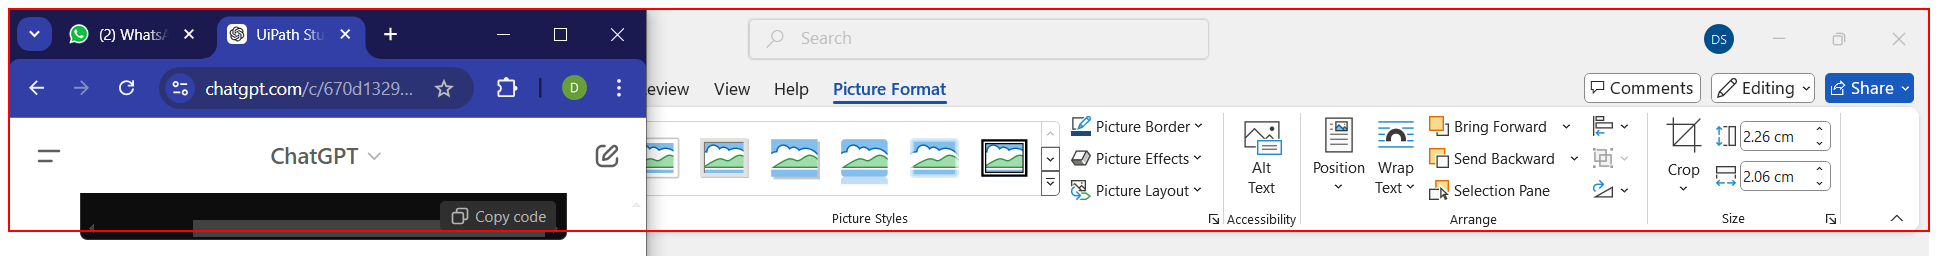 (2) WhatsA
UiPath Stu
Search
DS
chatgpt.com/c/670d1329...
D
eview
View
Help
Picture Format
Comments
Editing
Share
ChatGPT
Copy code
Picture Border
Picture Effects
Picture Layout
Picture Styles
Alt
Text
Accessibility
Position
Wrap
Text
Bring Forward
Send Backward
Selection Pane
Arrange
Crop
2.26 cm
2.06 cm
Size